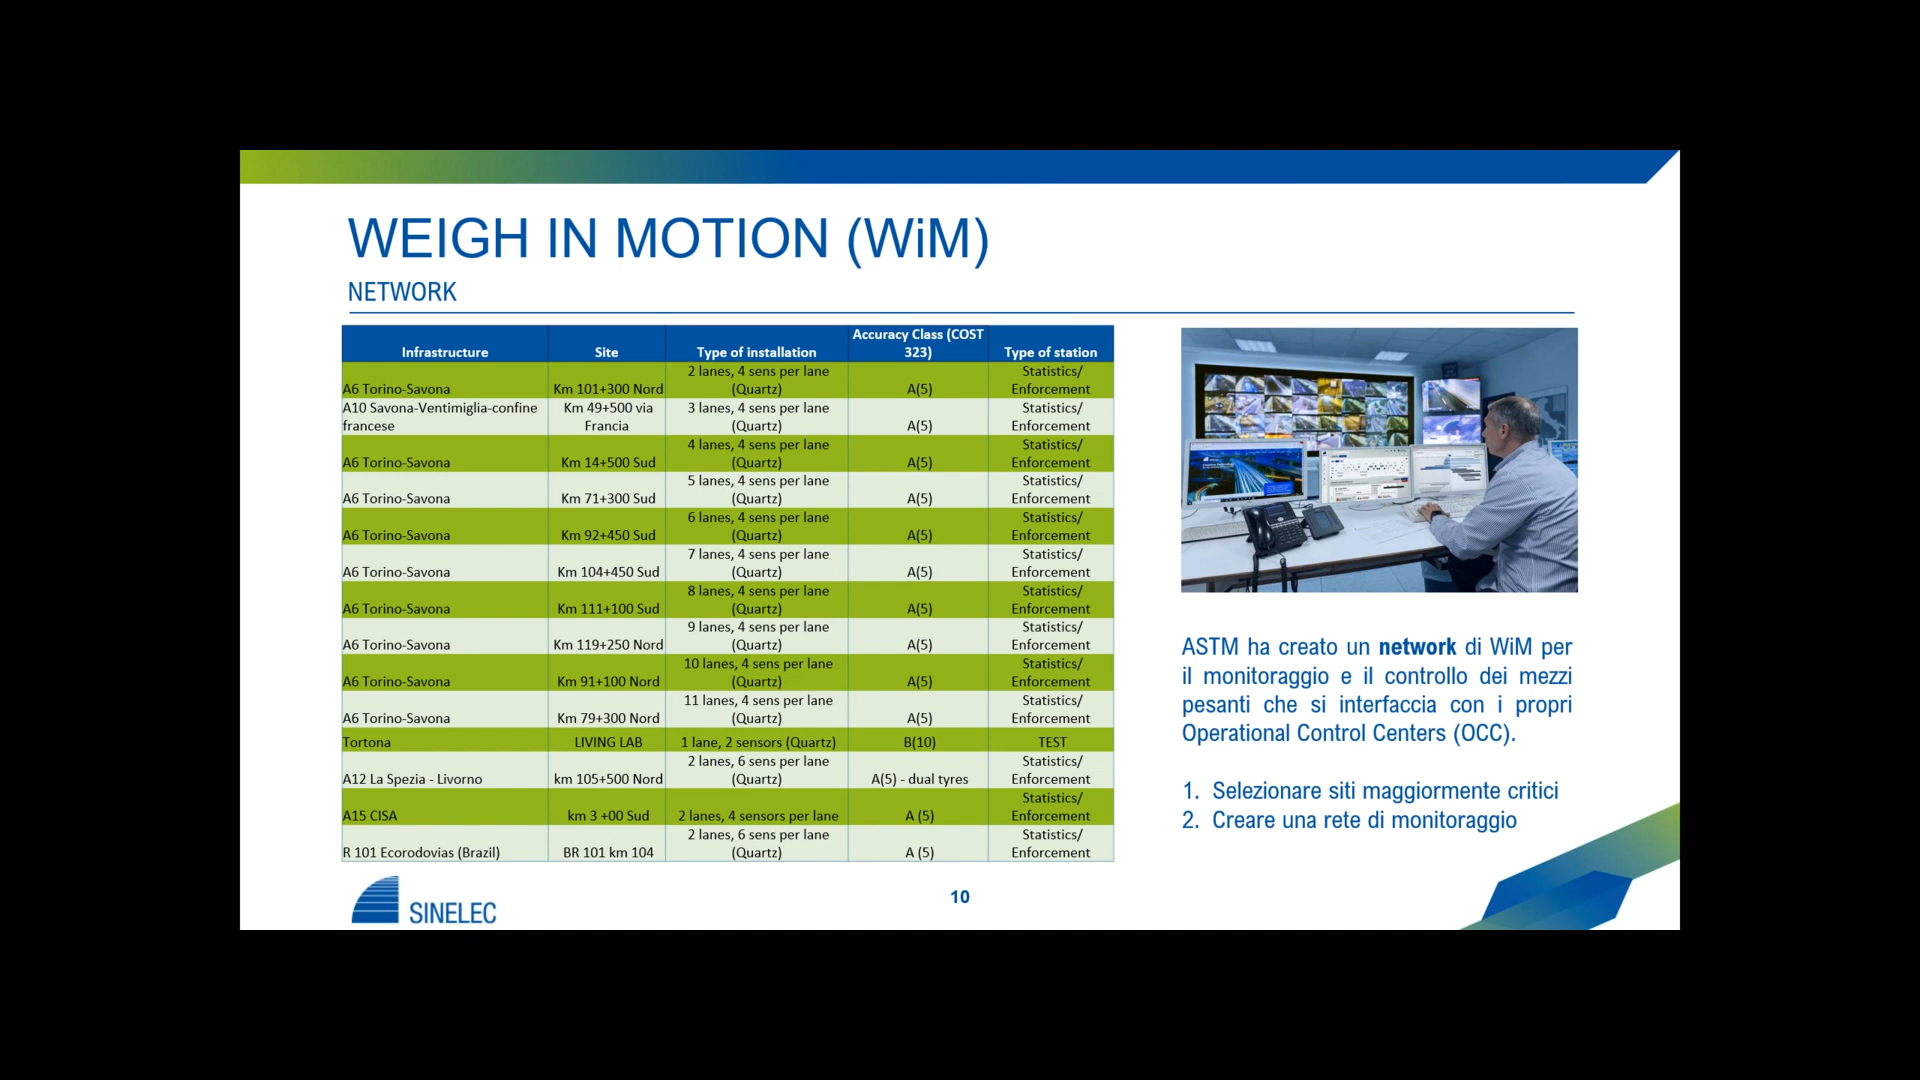 WEIGH IN MOTION (WiM)
NETWORK
Infrastructure Site Type of installation Accuracy Class (COST 323) Type of station
A6 Torino-Savona Km 101+300 Nord 2 lanes, 4 sens per lane (Quartz) A(5) Statistics/ Enforcement
A10 Savona-Ventimiglia-confine francese Km 49+500 via Francia 3 lanes, 4 sens per lane (Quartz) A(5) Statistics/ Enforcement
A6 Torino-Savona Km 14+500 Sud 4 lanes, 4 sens per lane (Quartz) A(5) Statistics/ Enforcement
A6 Torino-Savona Km 71+300 Sud 5 lanes, 4 sens per lane (Quartz) A(5) Statistics/ Enforcement
A6 Torino-Savona Km 92+450 Sud 6 lanes, 4 sens per lane (Quartz) A(5) Statistics/ Enforcement
A6 Torino-Savona Km 104+450 Sud 7 lanes, 4 sens per lane (Quartz) A(5) Statistics/ Enforcement
A6 Torino-Savona Km 111+100 Sud 8 lanes, 4 sens per lane (Quartz) A(5) Statistics/ Enforcement
A6 Torino-Savona Km 119+250 Nord 9 lanes, 4 sens per lane (Quartz) A(5) Statistics/ Enforcement
A6 Torino-Savona Km 91+100 Nord 10 lanes, 4 sens per lane (Quartz) A(5) Statistics/ Enforcement
A6 Torino-Savona Km 79+300 Nord 11 lanes, 4 sens per lane (Quartz) A(5) Statistics/ Enforcement
Tortona LIVING LAB 1 lane, 2 sensors (Quartz) B(10) TEST
A12 La Spezia - Livorno km 105+500 Nord 2 lanes, 6 sens per lane (Quartz) A(5) - dual tyres Statistics/ Enforcement
A15 CISA km 3 +00 Sud 2 lanes, 4 sensors per lane A (5) Statistics/ Enforcement
R 101 Ecorodovias (Brazil) BR 101 km 104 2 lanes, 6 sens per lane (Quartz) A (5) Statistics/ Enforcement
ASTM ha creato un network di WiM per
il monitoraggio e il controllo dei mezzi
pesanti che si interfaccia con i propri
Operational Control Centers (OCC).
1. Selezionare siti maggiormente critici
2. Creare una rete di monitoraggio
SINELEC
10